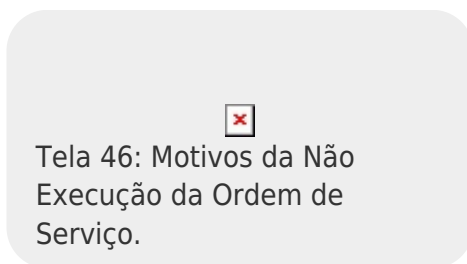 Tela 46: Motivos da Não
Execução da Ordem de
Serviço.